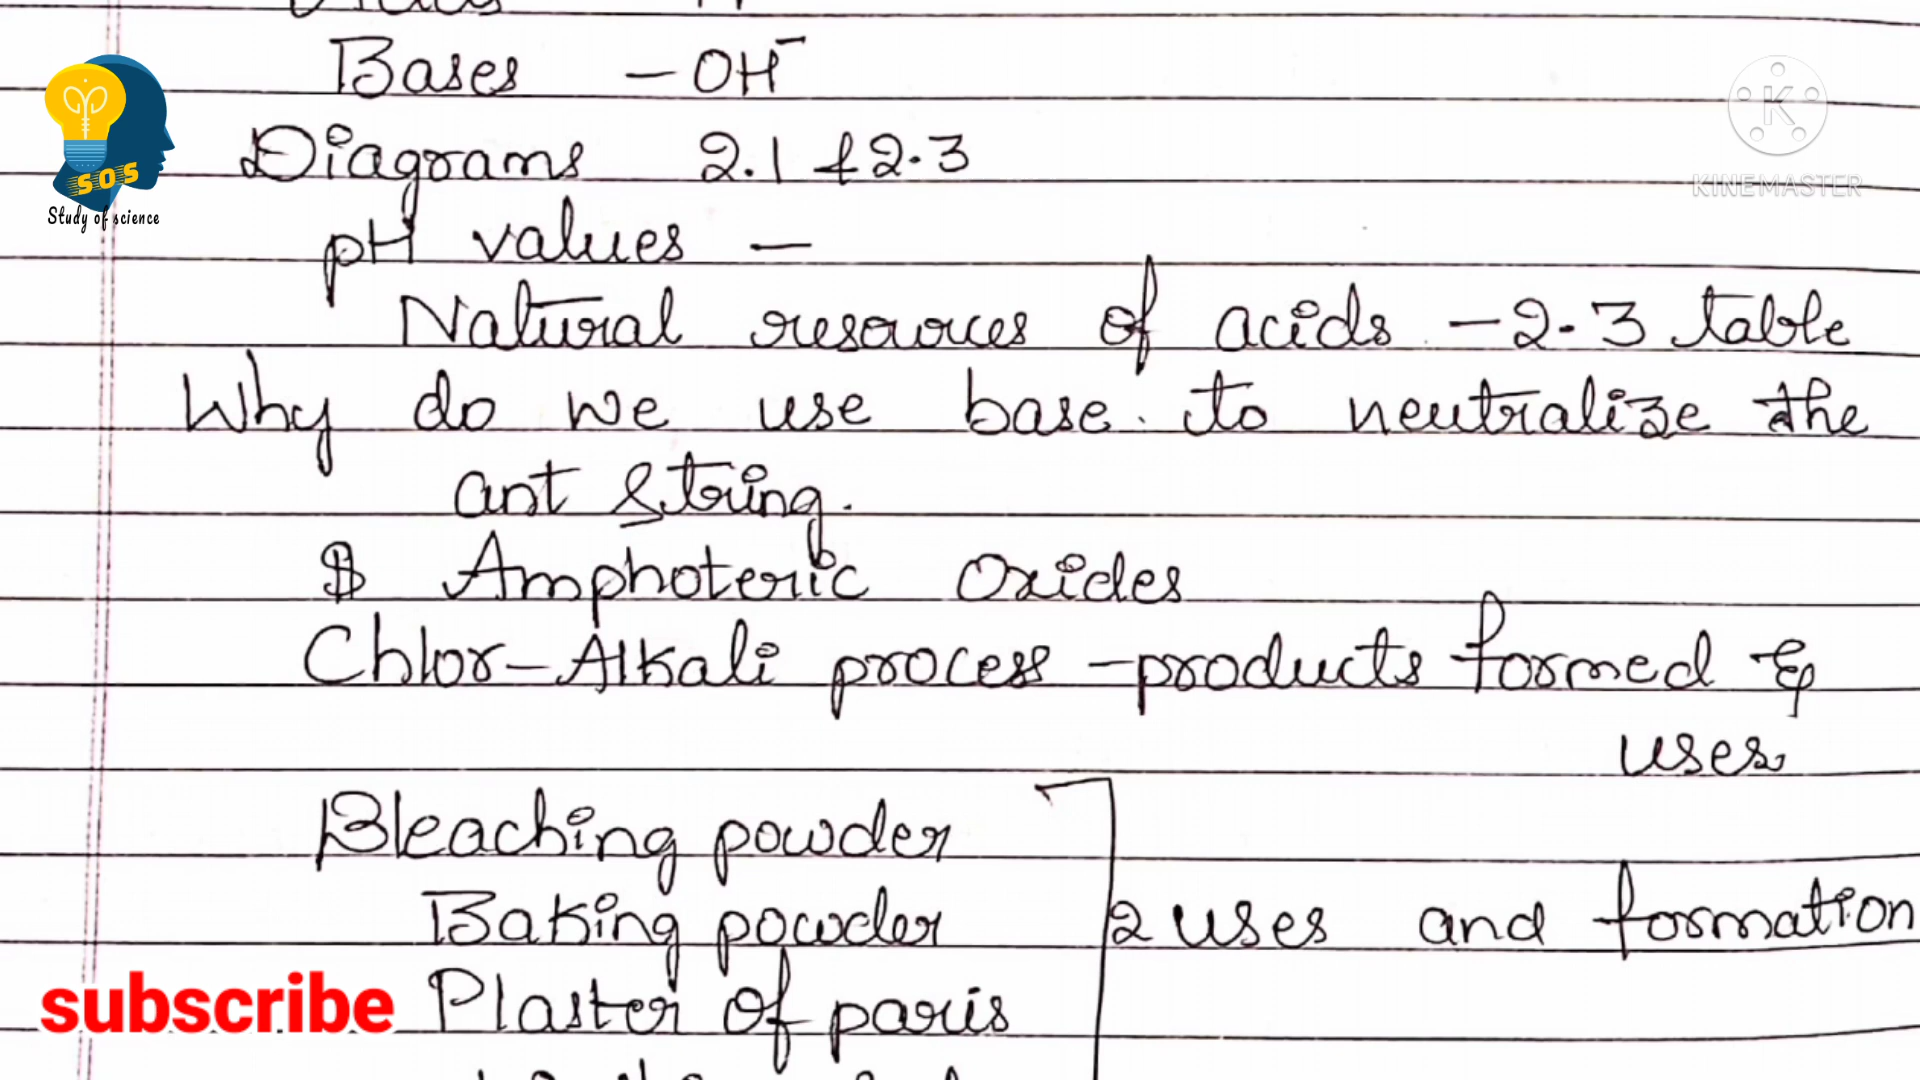 Bases - OH⁻
Diagrams 2.1 & 2.3
pH values —
Natural resources of acids - 2.3 table
Why do we use base to neutralize the
ant string.
$ Amphoteric Oxides
Chlor-Alkali process - products formed &
uses
Bleaching powder
Baking powder 2 uses and formation
Plaster of paris
SOS
Study of science
KINEMASTER
subscribe